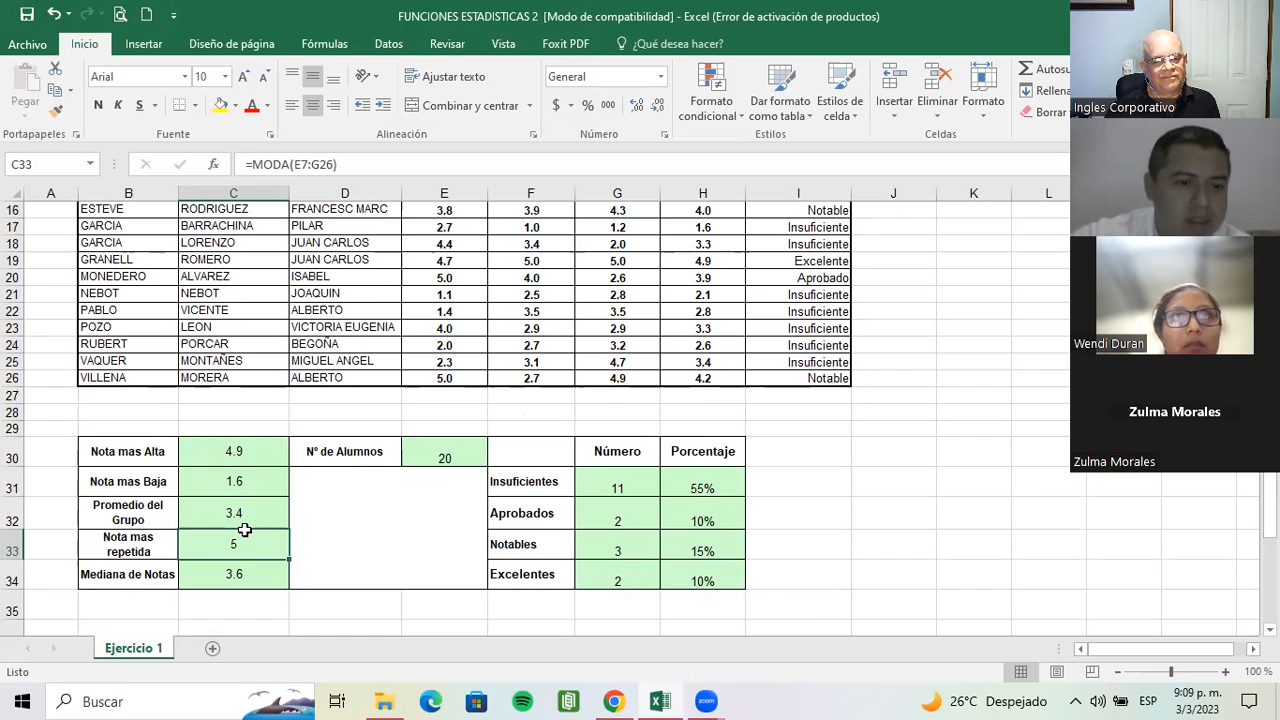 FUNCIONES ESTADISTICAS 2 [Modo de compatibilidad] - Excel (Error de activación de productos)
Archivo Inicio Insertar Diseño de página Fórmulas Datos Revisar Vista Foxit PDF ¿Qué desea hacer?
Pegar Arial 10 Ajustar texto General Formato condicional Dar formato como tabla Estilos de celda Insertar Eliminar Formato Autosu
Rellena
N K S Combinar y centrar $ % 000 Borrar
Portapapeles Fuente Alineación Número Estilos Celdas
C33 fx =MODA(E7:G26)
A B C D E F G H I J K L
16 ESTEVE RODRIGUEZ FRANCESC MARC 3.8 3.9 4.3 4.0 Notable
17 GARCIA BARRACHINA PILAR 2.7 1.0 1.2 1.6 Insuficiente
18 GARCIA LORENZO JUAN CARLOS 4.4 3.4 2.0 3.3 Insuficiente
19 GRANELL ROMERO JUAN CARLOS 4.7 5.0 5.0 4.9 Excelente
20 MONEDERO ALVAREZ ISABEL 5.0 4.0 2.6 3.9 Aprobado
21 NEBOT NEBOT JOAQUIN 1.1 2.5 2.8 2.1 Insuficiente
22 PABLO VICENTE ALBERTO 1.4 3.5 3.5 2.8 Insuficiente
23 POZO LEON VICTORIA EUGENIA 4.0 2.9 2.9 3.3 Insuficiente
24 RUBERT PORCAR BEGOÑA 2.0 2.7 3.2 2.6 Insuficiente
25 VAQUER MONTAÑES MIGUEL ANGEL 2.3 3.1 4.7 3.4 Insuficiente
26 VILLENA MORERA ALBERTO 5.0 2.7 4.9 4.2 Notable
27
28
29
30 Nota mas Alta 4.9 Nº de Alumnos 20 Número Porcentaje
31 Nota mas Baja 1.6 Insuficientes 11 55%
32 Promedio del Grupo 3.4 Aprobados 2 10%
33 Nota mas repetida 5 Notables 3 15%
34 Mediana de Notas 3.6 Excelentes 2 10%
35
Ejercicio 1
Listo 100 %
Buscar 26°C Despejado ESP 9:09 p. m.
3/3/2023
Ingles Corporativo
Wendi Duran
Zulma Morales
Zulma Morales